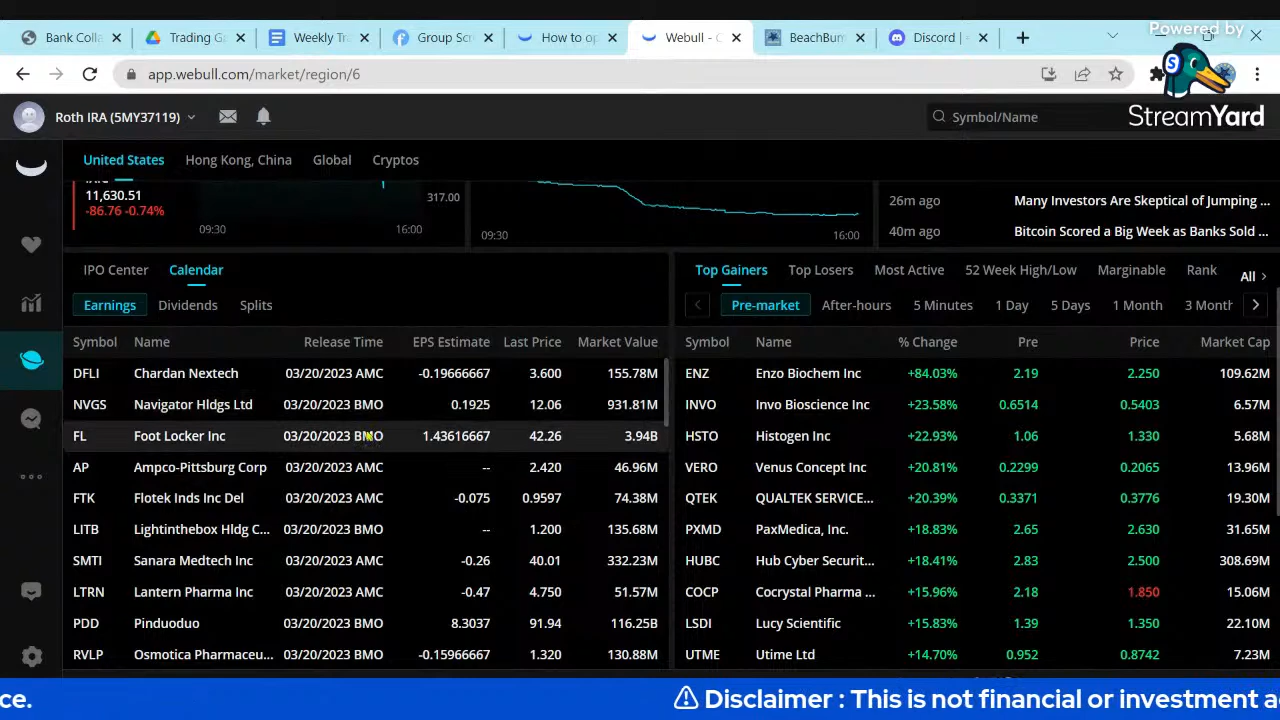 Powered by
StreamYard
Bank Colla
Trading G
Weekly Tr
Group Sc
How to op
Webull - C
BeachBum
Discord |
app.webull.com/market/region/6
Roth IRA (5MY37119)
Symbol/Name
United States Hong Kong, China Global Cryptos
11,630.51
-86.76 -0.74%
317.00
09:30 16:00
09:30 16:00
26m ago Many Investors Are Skeptical of Jumping ...
40m ago Bitcoin Scored a Big Week as Banks Sold ...
IPO Center Calendar
Earnings Dividends Splits
Symbol Name Release Time EPS Estimate Last Price Market Value
DFLI Chardan Nextech 03/20/2023 AMC -0.19666667 3.600 155.78M
NVGS Navigator Hldgs Ltd 03/20/2023 BMO 0.1925 12.06 931.81M
FL Foot Locker Inc 03/20/2023 BMO 1.43616667 42.26 3.94B
AP Ampco-Pittsburg Corp 03/20/2023 AMC -- 2.420 46.96M
FTK Flotek Inds Inc Del 03/20/2023 AMC -0.075 0.9597 74.38M
LITB Lightinthebox Hldg C... 03/20/2023 BMO -- 1.200 135.68M
SMTI Sanara Medtech Inc 03/20/2023 AMC -0.26 40.01 332.23M
LTRN Lantern Pharma Inc 03/20/2023 AMC -0.47 4.750 51.57M
PDD Pinduoduo 03/20/2023 BMO 8.3037 91.94 116.25B
RVLP Osmotica Pharmaceu... 03/20/2023 BMO -0.15966667 1.320 130.88M
Top Gainers Top Losers Most Active 52 Week High/Low Marginable Rank All
Pre-market After-hours 5 Minutes 1 Day 5 Days 1 Month 3 Month
Symbol Name % Change Pre Price Market Cap
ENZ Enzo Biochem Inc +84.03% 2.19 2.250 109.62M
INVO Invo Bioscience Inc +23.58% 0.6514 0.5403 6.57M
HSTO Histogen Inc +22.93% 1.06 1.330 5.68M
VERO Venus Concept Inc +20.81% 0.2299 0.2065 13.96M
QTEK QUALTEK SERVICE... +20.39% 0.3371 0.3776 19.30M
PXMD PaxMedica, Inc. +18.83% 2.65 2.630 31.65M
HUBC Hub Cyber Securit... +18.41% 2.83 2.500 308.69M
COCP Cocrystal Pharma ... +15.96% 2.18 1.850 15.06M
LSDI Lucy Scientific +15.83% 1.39 1.350 22.10M
UTME Utime Ltd +14.70% 0.952 0.8742 7.23M
ce. Disclaimer : This is not financial or investment a